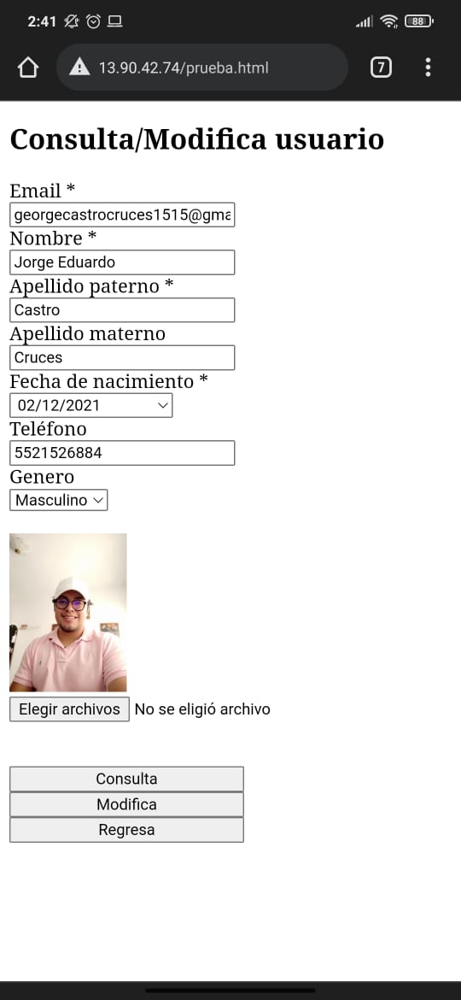 2:41
88
13.90.42.74/prueba.html
7
Consulta/Modifica usuario
Email *
georgecastrocruces1515@gma
Nombre *
Jorge Eduardo
Apellido paterno *
Castro
Apellido materno
Cruces
Fecha de nacimiento *
02/12/2021
Teléfono
5521526884
Genero
Masculino
Elegir archivos No se eligió archivo
Consulta
Modifica
Regresa